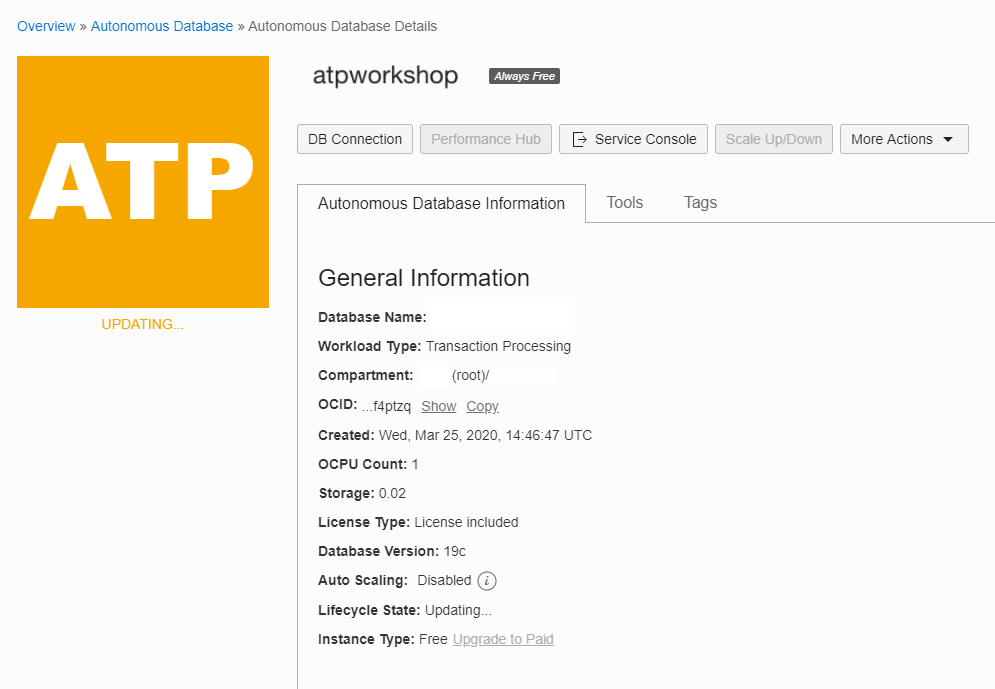 Overview » Autonomous Database » Autonomous Database Details
ATP
UPDATING...
atpworkshop Always Free
DB Connection Performance Hub Service Console Scale Up/Down More Actions
Autonomous Database Information Tools Tags
General Information
Database Name:
Workload Type: Transaction Processing
Compartment: (root)/
OCID: ...f4ptzq Show Copy
Created: Wed, Mar 25, 2020, 14:46:47 UTC
OCPU Count: 1
Storage: 0.02
License Type: License included
Database Version: 19c
Auto Scaling: Disabled i
Lifecycle State: Updating...
Instance Type: Free Upgrade to Paid